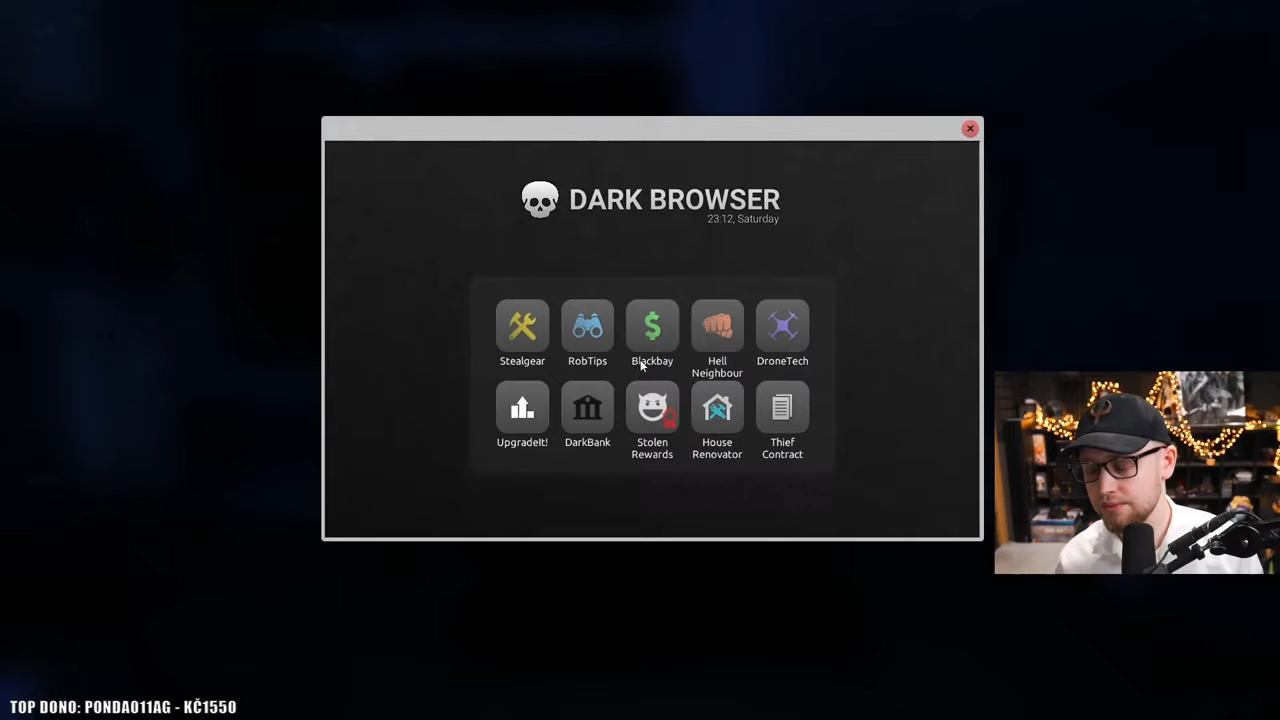 DARK BROWSER
23:12, Saturday
Stealgear
RobTips
Blackbay
Hell
Neighbour
DroneTech
UpgradeIt!
DarkBank
Stolen
Rewards
House
Renovator
Thief
Contract
TOP DONO: PONDA011AG - KČ1550